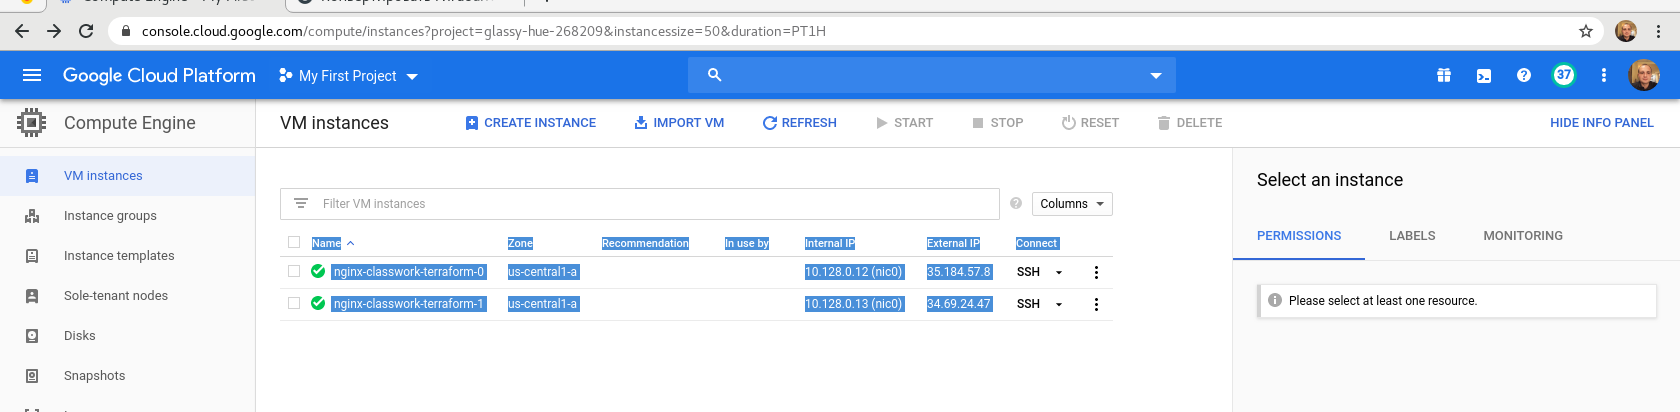 console.cloud.google.com/compute/instances?project=glassy-hue-268209&instancessize=50&duration=PT1H
Google Cloud Platform My First Project 37
Compute Engine
VM instances CREATE INSTANCE IMPORT VM REFRESH START STOP RESET DELETE HIDE INFO PANEL
VM instances
Instance groups
Instance templates
Sole-tenant nodes
Disks
Snapshots
Filter VM instances Columns
Name Zone Recommendation In use by Internal IP External IP Connect
nginx-classwork-terraform-0 us-central1-a 10.128.0.12 (nic0) 35.184.57.8 SSH
nginx-classwork-terraform-1 us-central1-a 10.128.0.13 (nic0) 34.69.24.47 SSH
Select an instance
PERMISSIONS LABELS MONITORING
Please select at least one resource.